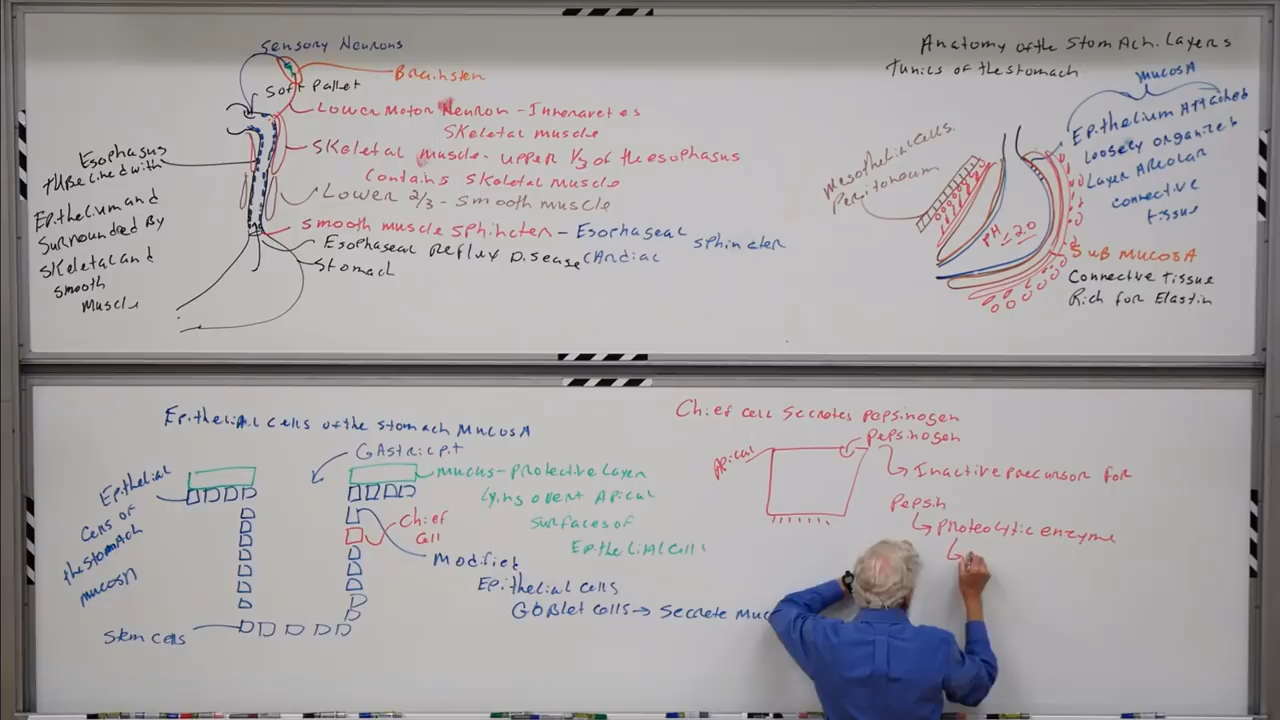 Sensory Neurons
Brainsten
Soft Pallet
Lower Motor Neuron - Innenavetes
Skeletal muscle
Skeletal muscle - upper 1/3 of the esophasus
Contains Skeletal Muscle
Lower 2/3 - Smooth muscle
Smooth muscle Sphincter - Esophaseal Sphincter
Esophaseal Reflux Disease (Cardiac
Stomach
Esophasus
tube lined with
Epithelium and
Surrounded By
Skeletal and
Smooth
Muscle
Anatomy of the Stomach. Layers
Tunics of the stomach
Mucosa
Epithelium Attached
Loosely organized
Layer Areolar
connective
tissue
Mesothelial cells
Peritoneum
PH ≤ 2.0
Sub Mucosa
Connective tissue
Rich for Elastin
Epithelial cells of the stomach Mucosa
Gastric pit
Epithelial
Cells of
the stomach
mucosa
Mucus - Protective Layer
lying over Apical
Surfaces of
Epithelial cells
Chief
Cell
Modified
Epithelial cells
Goblet cells → Secrete Muc
Stem cells
Chief cell secretes pepsinogen
Pepsinogen
Apical
Inactive precursor for
Pepsin
Proteolytic enzyme